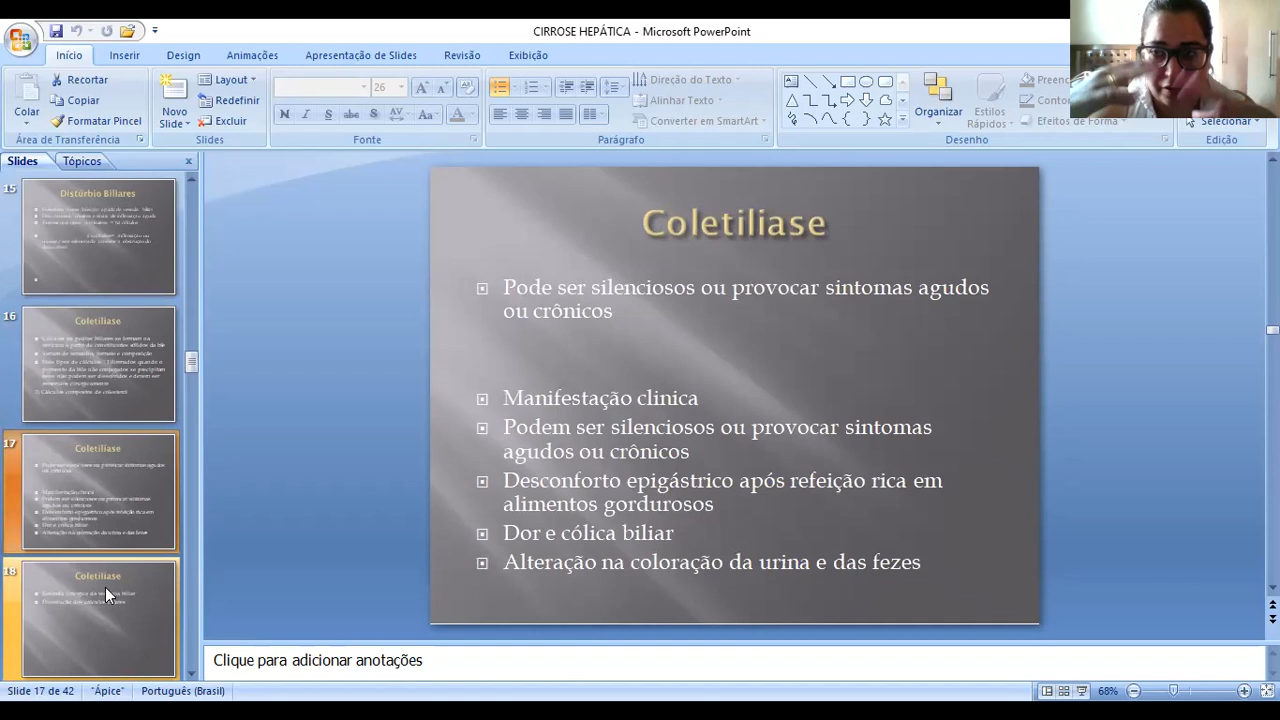 CIRROSE HEPÁTICA - Microsoft PowerPoint
Início Inserir Design Animações Apresentação de Slides Revisão Exibição
Colar
Recortar
Copiar
Formatar Pincel
Área de Transferência
Novo
Slide
Layout
Redefinir
Excluir
Slides
26
N I S S AV Aa A
Fonte
Direção do Texto
Alinhar Texto
Converter em SmartArt
Parágrafo
Organizar
Estilos
Rápidos
Preen
Conto
Efeitos de Forma
Desenho
Selecionar
Edição
Slides Tópicos x
15
Distúrbio Biliares
16
Coletiliase
17
Coletiliase
18
Coletiliase
Coletiliase
Pode ser silenciosos ou provocar sintomas agudos
ou crônicos
Manifestação clinica
Podem ser silenciosos ou provocar sintomas
agudos ou crônicos
Desconforto epigástrico após refeição rica em
alimentos gordurosos
Dor e cólica biliar
Alteração na coloração da urina e das fezes
Clique para adicionar anotações
Slide 17 de 42 "Ápice" Português (Brasil) 68%